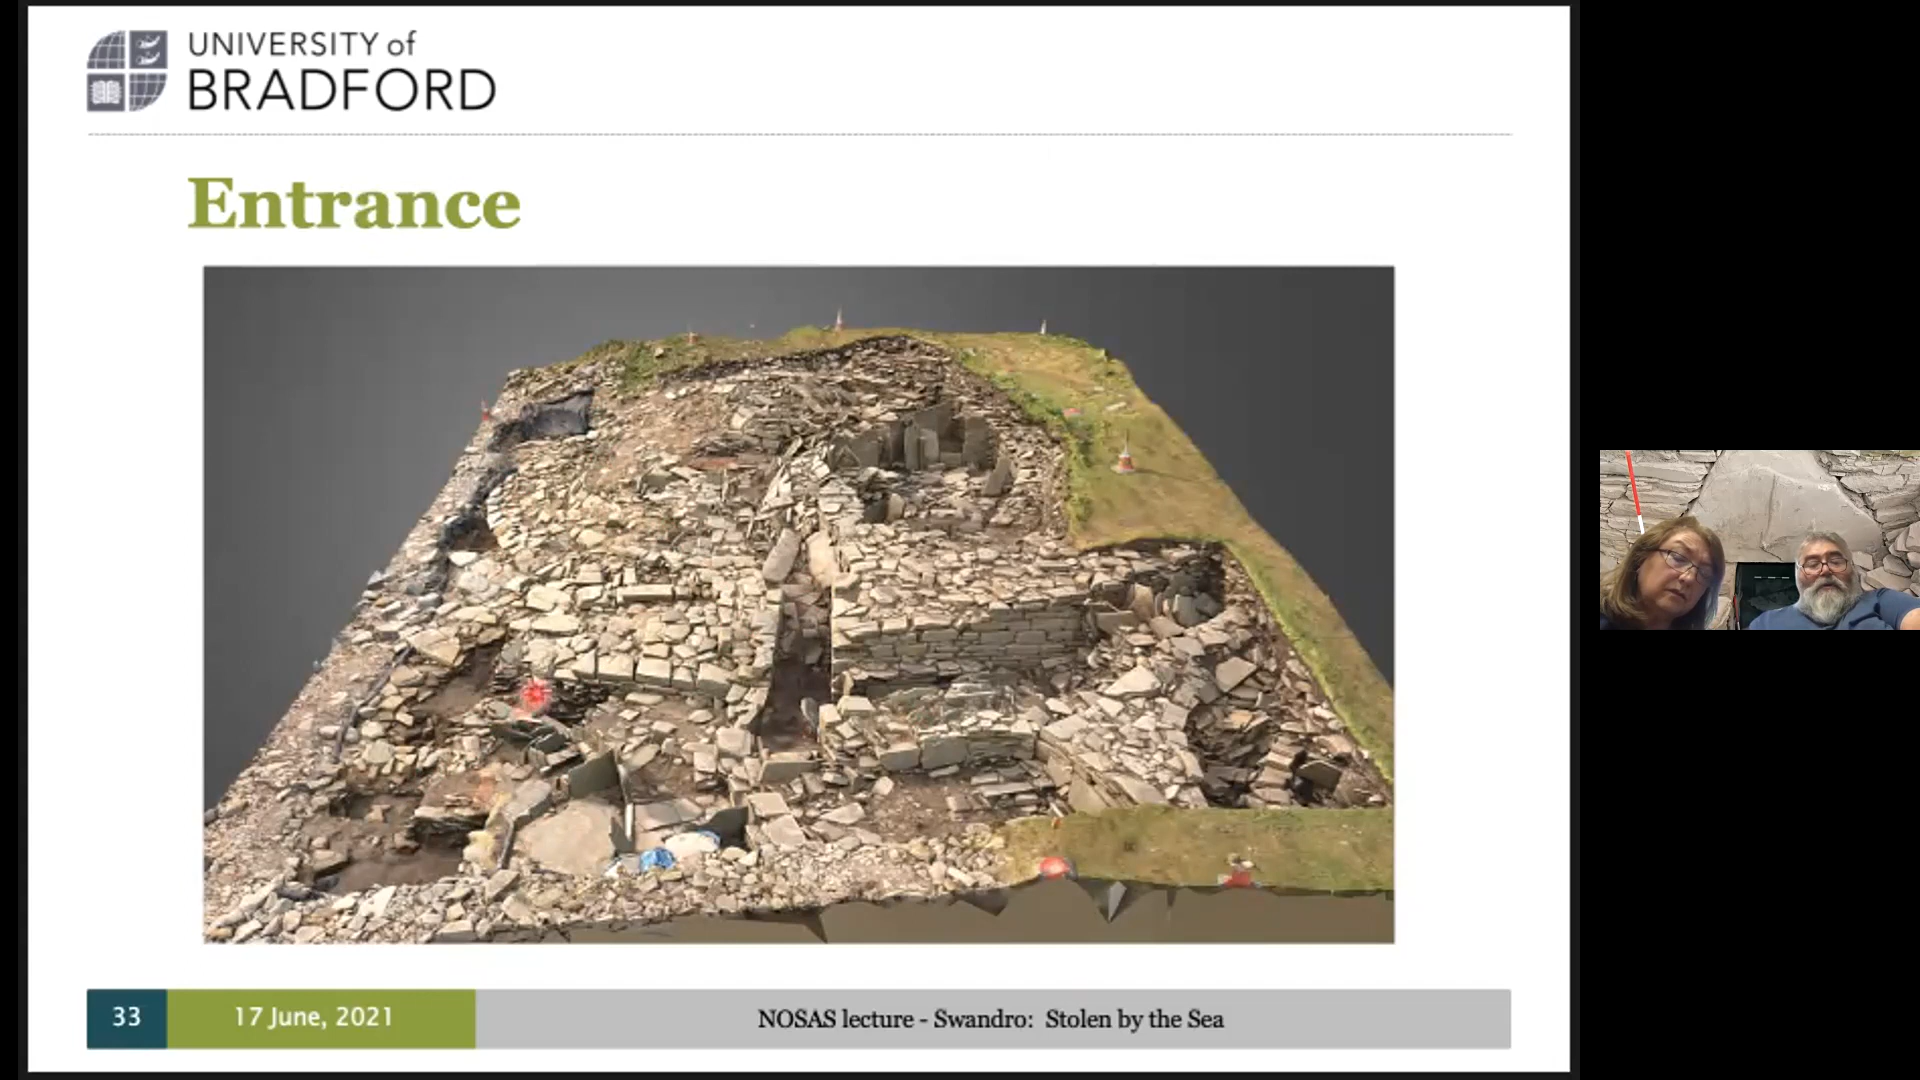 UNIVERSITY of
BRADFORD
Entrance
33
17 June, 2021
NOSAS lecture - Swandro: Stolen by the Sea